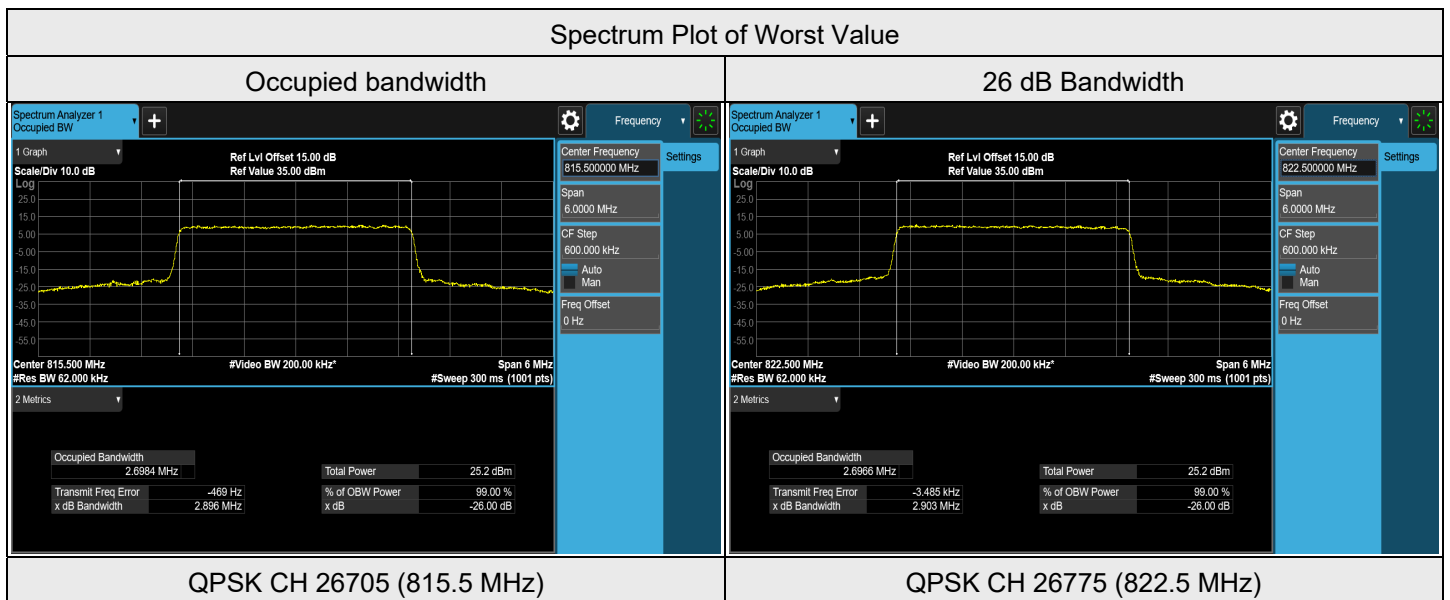 Spectrum Plot of Worst Value
Occupied bandwidth
26 dB Bandwidth
Spectrum Analyzer 1
Occupied BW
+
Frequency
1 Graph
Ref Lvl Offset 15.00 dB
Scale/Div 10.0 dB
Ref Value 35.00 dBm
Log
25.0
15.0
5.00
-5.00
-15.0
-25.0
-35.0
-45.0
-55.0
Center 815.500 MHz
#Video BW 200.00 kHz*
Span 6 MHz
#Res BW 62.000 kHz
#Sweep 300 ms (1001 pts)
Center Frequency
815.500000 MHz
Settings
Span
6.0000 MHz
CF Step
600.000 kHz
Auto
Man
Freq Offset
0 Hz
2 Metrics
Occupied Bandwidth
2.6984 MHz
Total Power 25.2 dBm
Transmit Freq Error -469 Hz
% of OBW Power 99.00 %
x dB Bandwidth 2.896 MHz
x dB -26.00 dB
Spectrum Analyzer 1
Occupied BW
+
Frequency
1 Graph
Ref Lvl Offset 15.00 dB
Scale/Div 10.0 dB
Ref Value 35.00 dBm
Log
25.0
15.0
5.00
-5.00
-15.0
-25.0
-35.0
-45.0
-55.0
Center 822.500 MHz
#Video BW 200.00 kHz*
Span 6 MHz
#Res BW 62.000 kHz
#Sweep 300 ms (1001 pts)
Center Frequency
822.500000 MHz
Settings
Span
6.0000 MHz
CF Step
600.000 kHz
Auto
Man
Freq Offset
0 Hz
2 Metrics
Occupied Bandwidth
2.6966 MHz
Total Power 25.2 dBm
Transmit Freq Error -3.485 kHz
% of OBW Power 99.00 %
x dB Bandwidth 2.903 MHz
x dB -26.00 dB
QPSK CH 26705 (815.5 MHz)
QPSK CH 26775 (822.5 MHz)